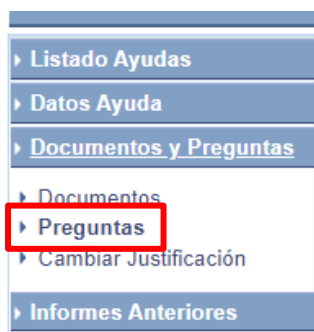 Listado Ayudas
Datos Ayuda
Documentos y Preguntas
Documentos
Preguntas
Cambiar Justificación
Informes Anteriores